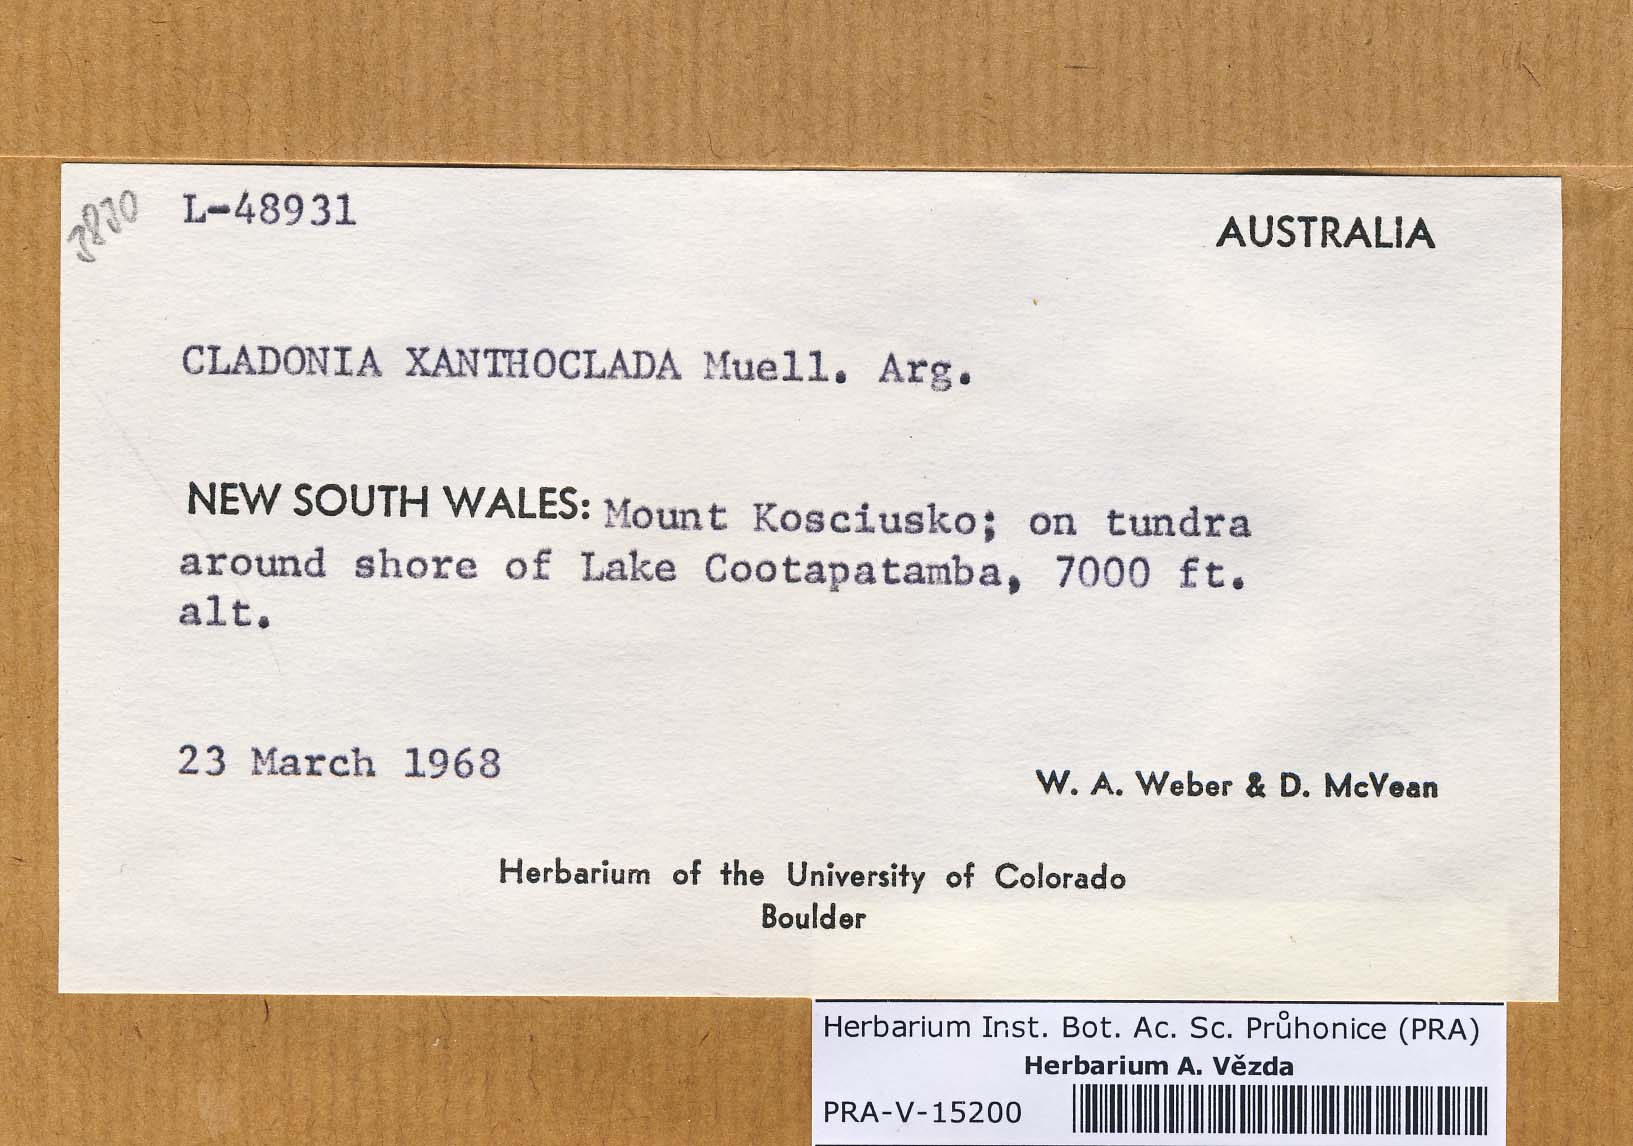 L-48931
AUSTRALIA
CLADONIA XANTHOCLADA Muell. Arg.
NEW SOUTH WALES: Mount Kosciusko; on tundra
around shore of Lake Cootapatamba, 7000 ft.
alt.
23 March 1968
W. A. Weber & D. McVean
Herbarium of the University of Colorado
Boulder
Herbarium Inst. Bot. Ac. Sc. Průhonice (PRA)
Herbarium A. Vězda
PRA-V-15200